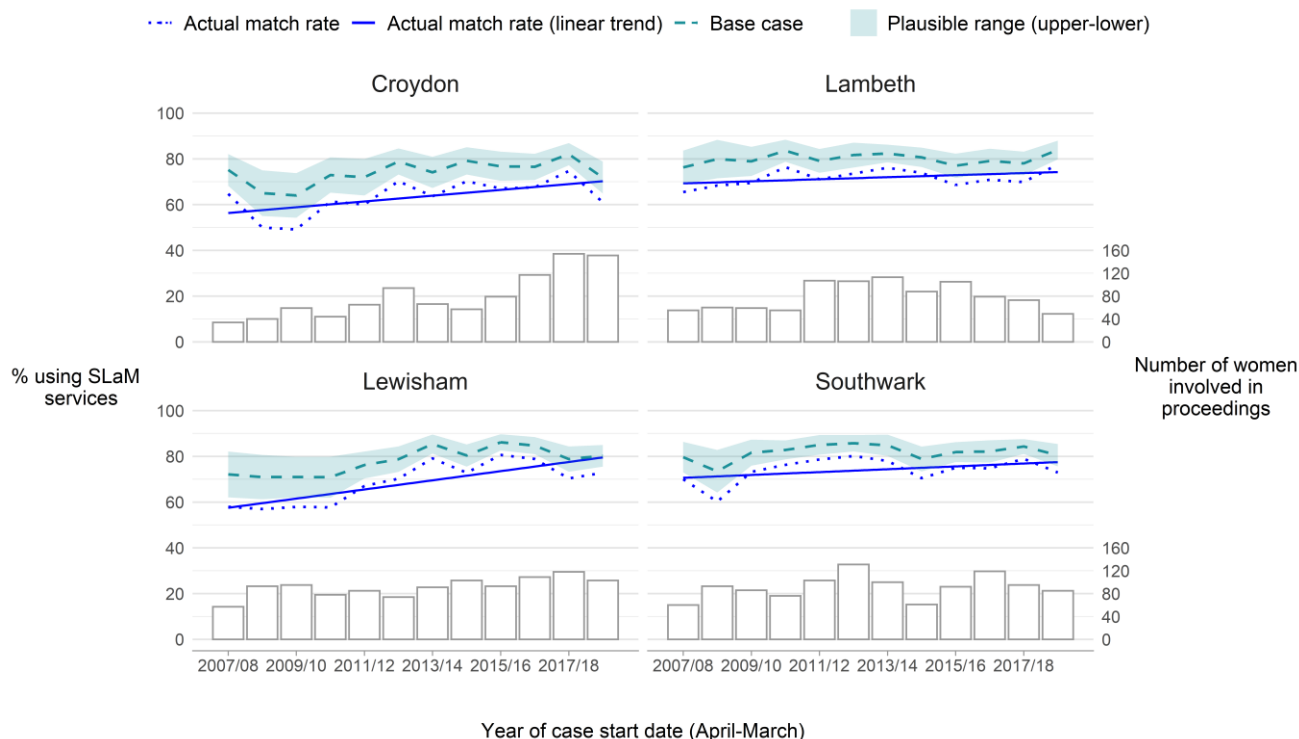 Actual match rate Actual match rate (linear trend) Base case Plausible range (upper-lower)
Croydon Lambeth
100
80
60
40 160
120
20 80
40
0 0
% using SLaM
services
Number of women
involved in
proceedings
Lewisham Southwark
100
80
60
40 160
120
20 80
40
0 0
2007/08 2009/10 2011/12 2013/14 2015/16 2017/18 2007/08 2009/10 2011/12 2013/14 2015/16 2017/18
Year of case start date (April-March)